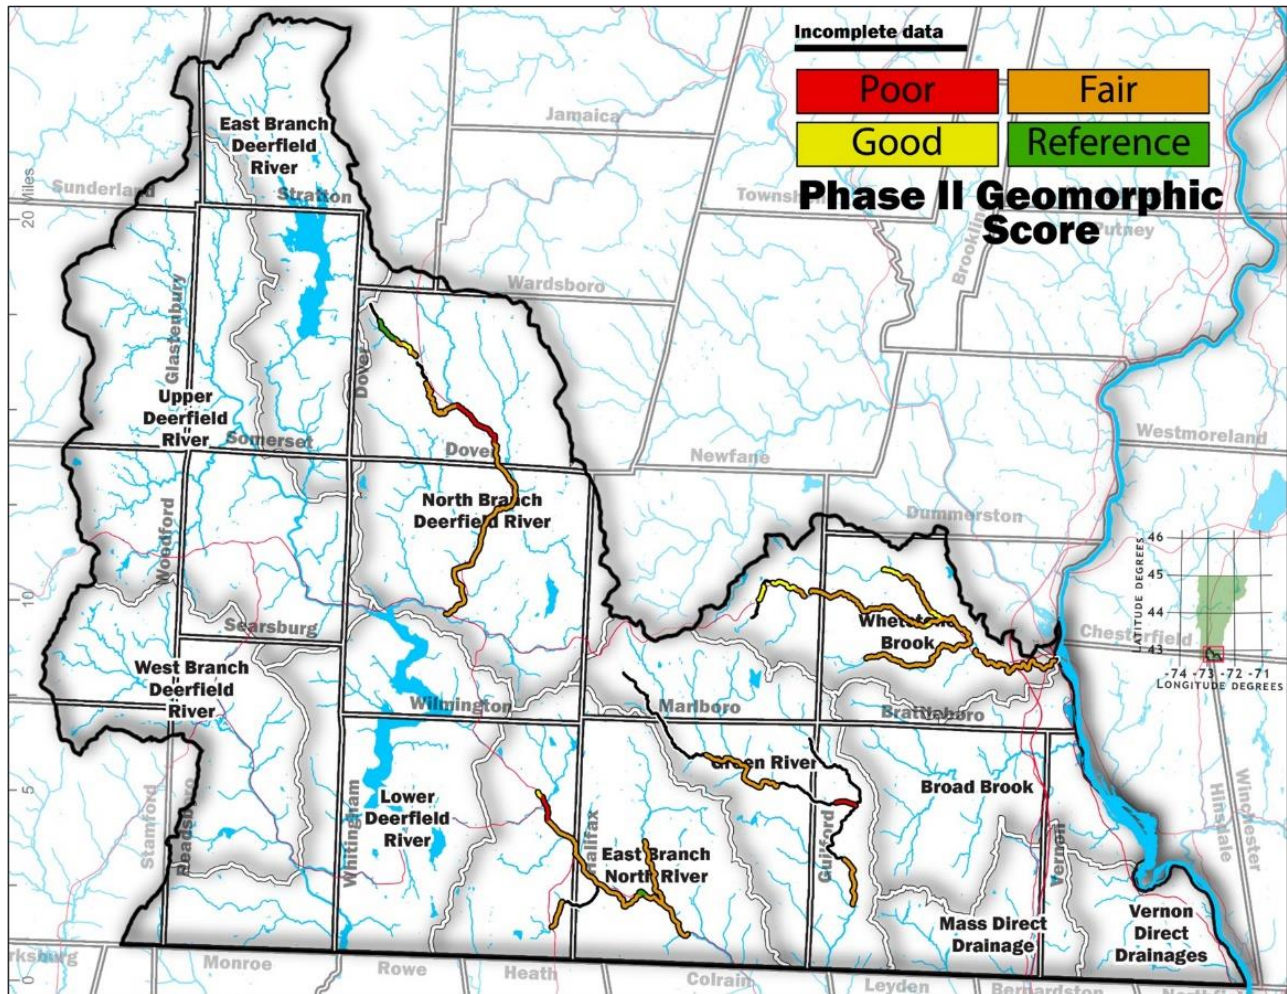 Incomplete data
Poor
Fair
Good
Reference
Phase II Geomorphic
Score
Jamaica
East Branch
Deerfield
River
Sunderland
Stratton
20 Miles
Putney
Wardsboro
Glastenbury
Dover
Upper
Deerfield
River
Somerset
Dover
Newfane
Westmoreland
North Branch
Deerfield River
Woodford
Dummerston
46
45
44
43
LATITUDE DEGREES
-74 -73 -72 -71
LONGITUDE DEGREES
10
Searsburg
Brook
Chesterfield
West Branch
Deerfield
River
Wilmington
Marlboro
Brattleboro
Green River
Broad Brook
5
Stamford
Readsboro
Whitingham
Lower
Deerfield
River
Halifax
East Branch
North River
Guilford
Vernon
Hinsdale
Winchester
Mass Direct
Drainage
Vernon
Direct
Drainages
0
Monroe
Rowe
Heath
Colrain
Leyden
Bernardston